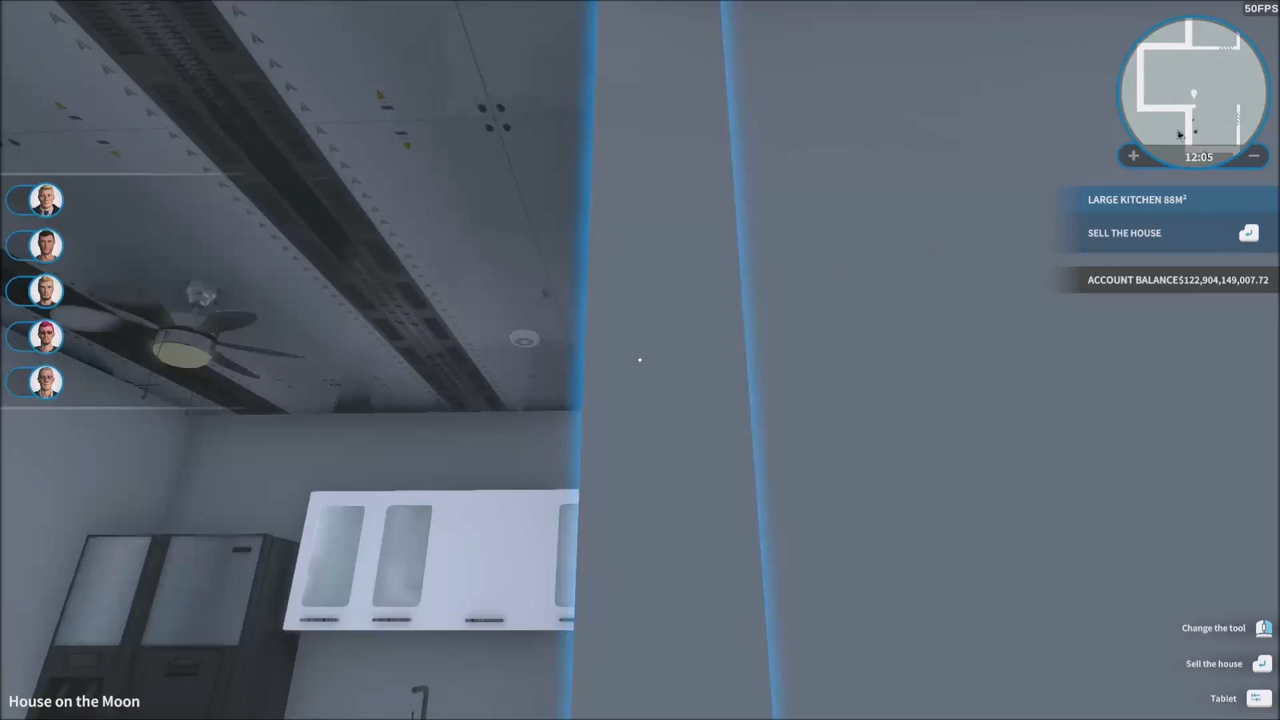 50FPS
12:05
LARGE KITCHEN 88M²
SELL THE HOUSE
ACCOUNT BALANCE$122,904,149,007.72
Change the tool
Sell the house
Tablet
House on the Moon